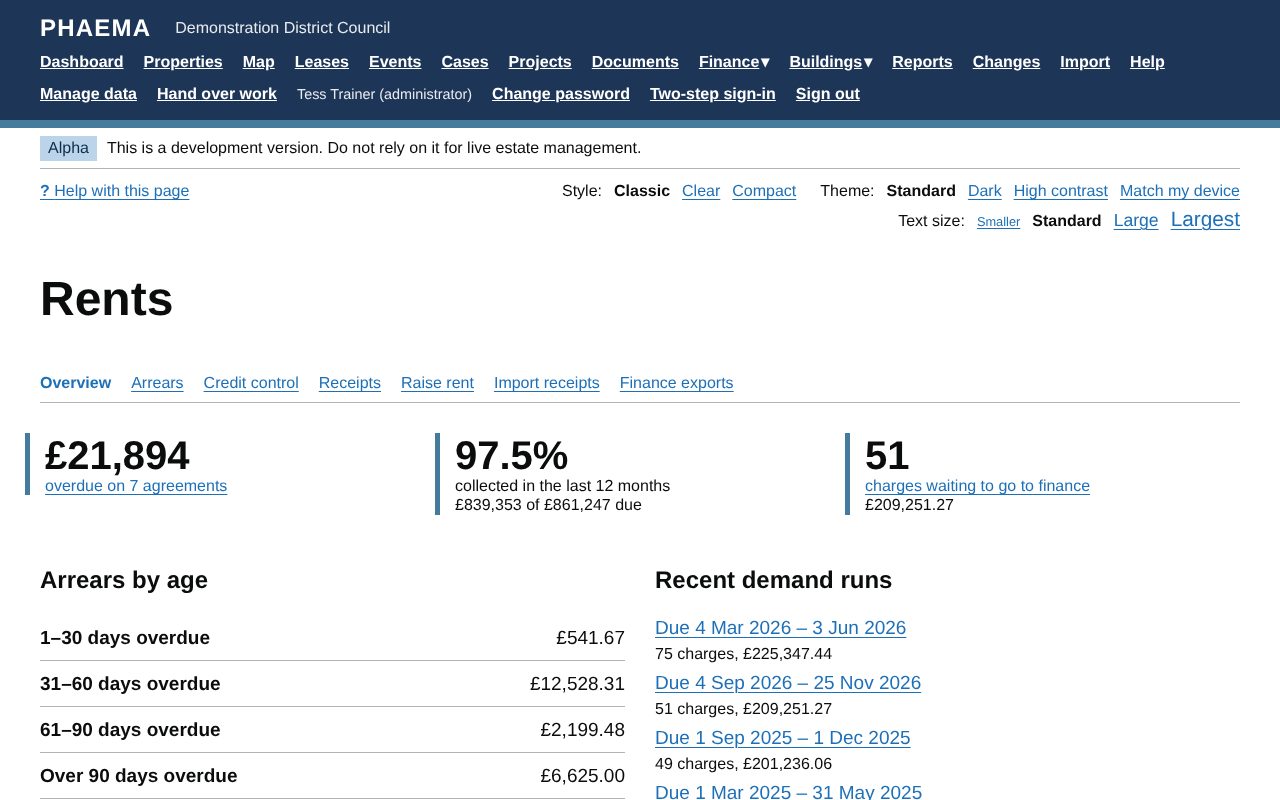 PHAEMA Demonstration District Council
Dashboard Properties Map Leases Events Cases Projects Documents Finance▾ Buildings▾ Reports Changes Import Help
Manage data Hand over work Tess Trainer (administrator) Change password Two-step sign-in Sign out
Alpha This is a development version. Do not rely on it for live estate management.
? Help with this page Style: Classic Clear Compact Theme: Standard Dark High contrast Match my device
Text size: Smaller Standard Large Largest
Rents
Overview Arrears Credit control Receipts Raise rent Import receipts Finance exports
£21,894
overdue on 7 agreements
97.5%
collected in the last 12 months
£839,353 of £861,247 due
51
charges waiting to go to finance
£209,251.27
Arrears by age
1–30 days overdue £541.67
31–60 days overdue £12,528.31
61–90 days overdue £2,199.48
Over 90 days overdue £6,625.00
Recent demand runs
Due 4 Mar 2026 – 3 Jun 2026
75 charges, £225,347.44
Due 4 Sep 2026 – 25 Nov 2026
51 charges, £209,251.27
Due 1 Sep 2025 – 1 Dec 2025
49 charges, £201,236.06
Due 1 Mar 2025 – 31 May 2025